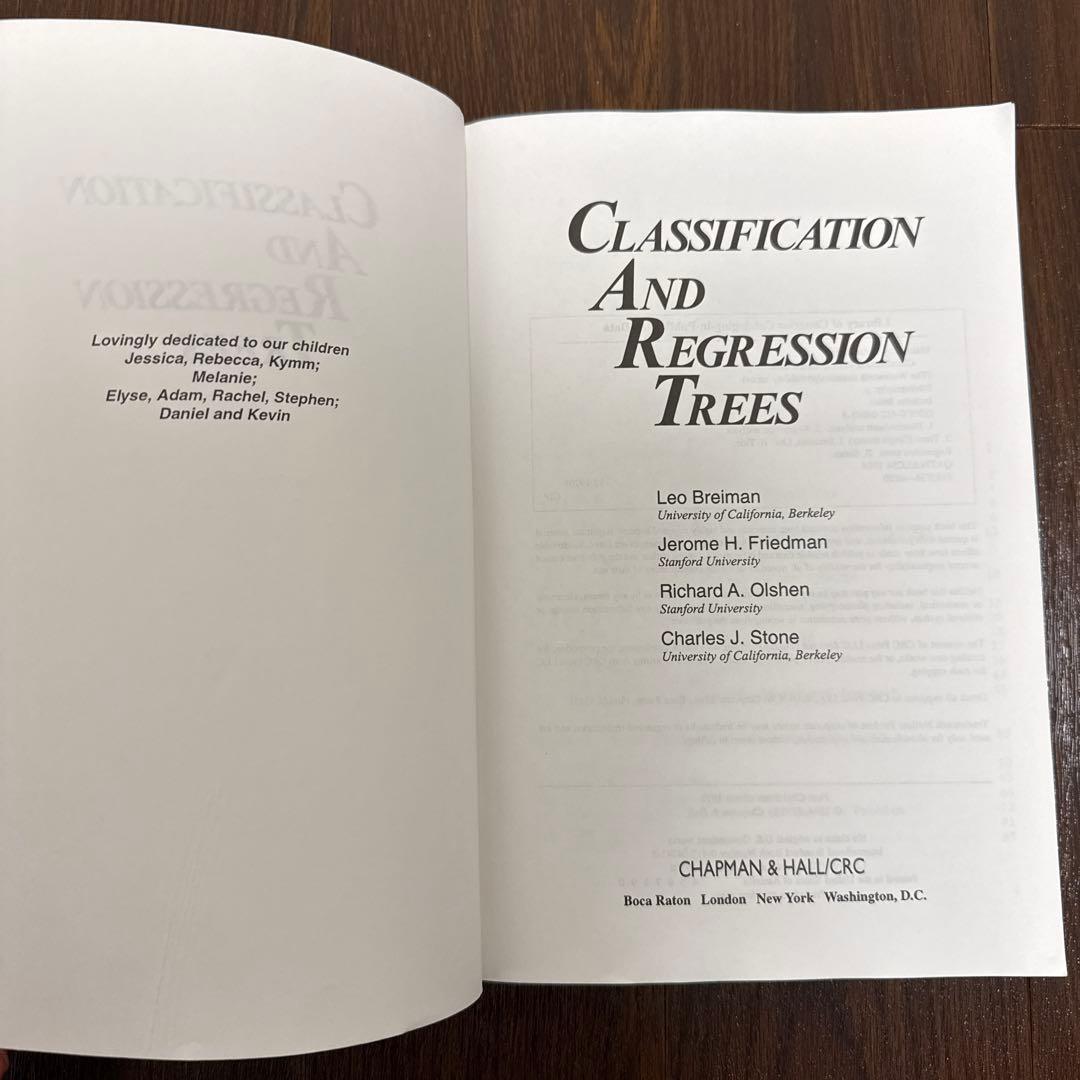 Lovingly dedicated to our children
Jessica, Rebecca, Kymm;
Melanie;
Elyse, Adam, Rachel, Stephen;
Daniel and Kevin
CLASSIFICATION
AND
REGRESSION
TREES
Leo Breiman
University of California, Berkeley
Jerome H. Friedman
Stanford University
Richard A. Olshen
Stanford University
Charles J. Stone
University of California, Berkeley
CHAPMAN & HALL/CRC
Boca Raton London New York Washington, D.C.